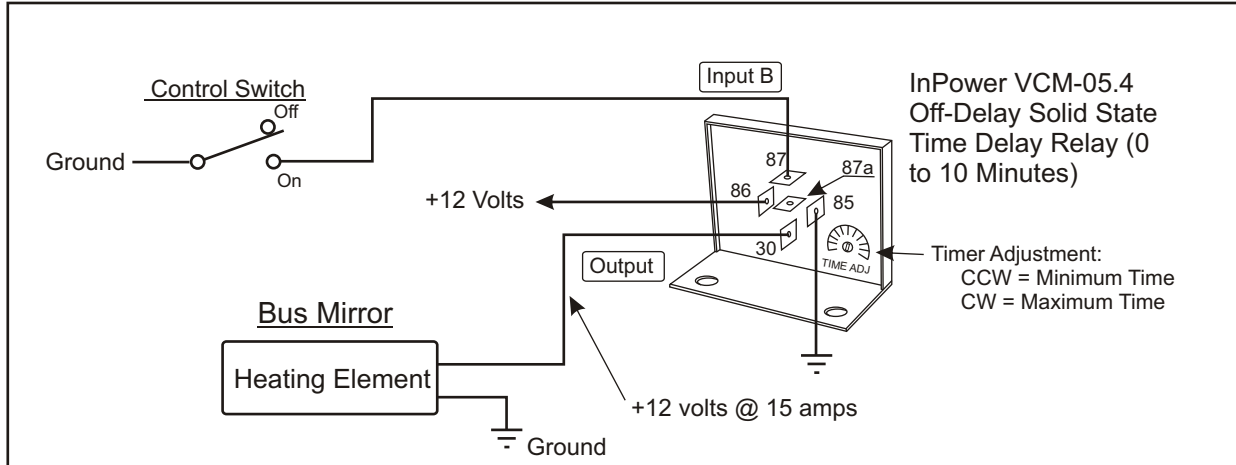 Control Switch
Off
On
Ground
Input B
InPower VCM-05.4
Off-Delay Solid State
Time Delay Relay (0
to 10 Minutes)
87
87a
86
85
+12 Volts
30
TIME ADJ
Output
Timer Adjustment:
CCW = Minimum Time
CW = Maximum Time
Bus Mirror
Heating Element
+12 volts @ 15 amps
Ground